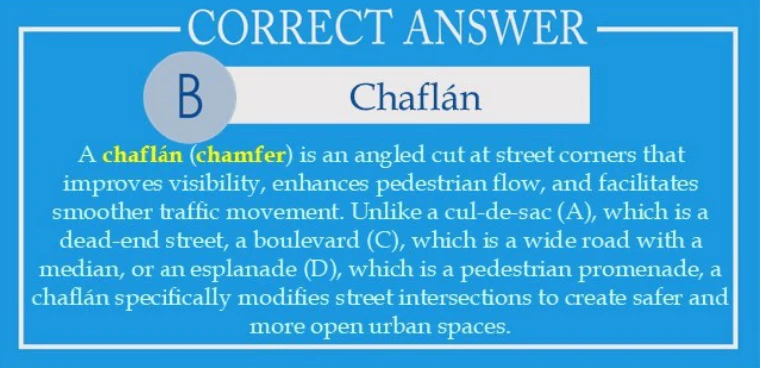 CORRECT ANSWER
B
Chaflán
A chaflán (chamfer) is an angled cut at street corners that
improves visibility, enhances pedestrian flow, and facilitates
smoother traffic movement. Unlike a cul-de-sac (A), which is a
dead-end street, a boulevard (C), which is a wide road with a
median, or an esplanade (D), which is a pedestrian promenade, a
chaflán specifically modifies street intersections to create safer and
more open urban spaces.